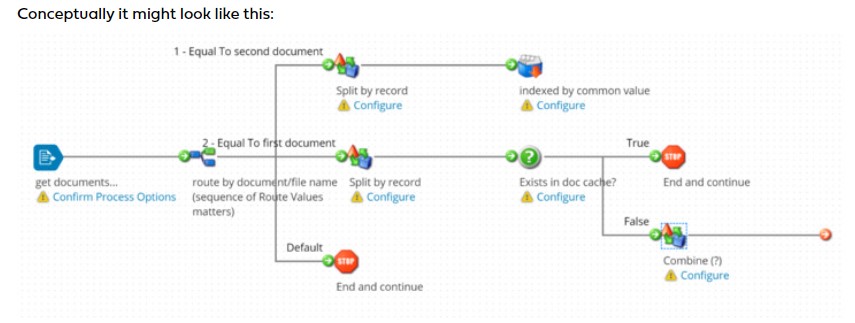 Conceptually it might look like this:
1 - Equal To second document
Split by record
Configure
indexed by common value
Configure
2 - Equal To first document
True
STOP
get documents...
Confirm Process Options
route by document/file name
(sequence of Route Values
matters)
Split by record
Configure
Exists in doc cache?
Configure
End and continue
False
Default
STOP
End and continue
Combine (?)
Configure